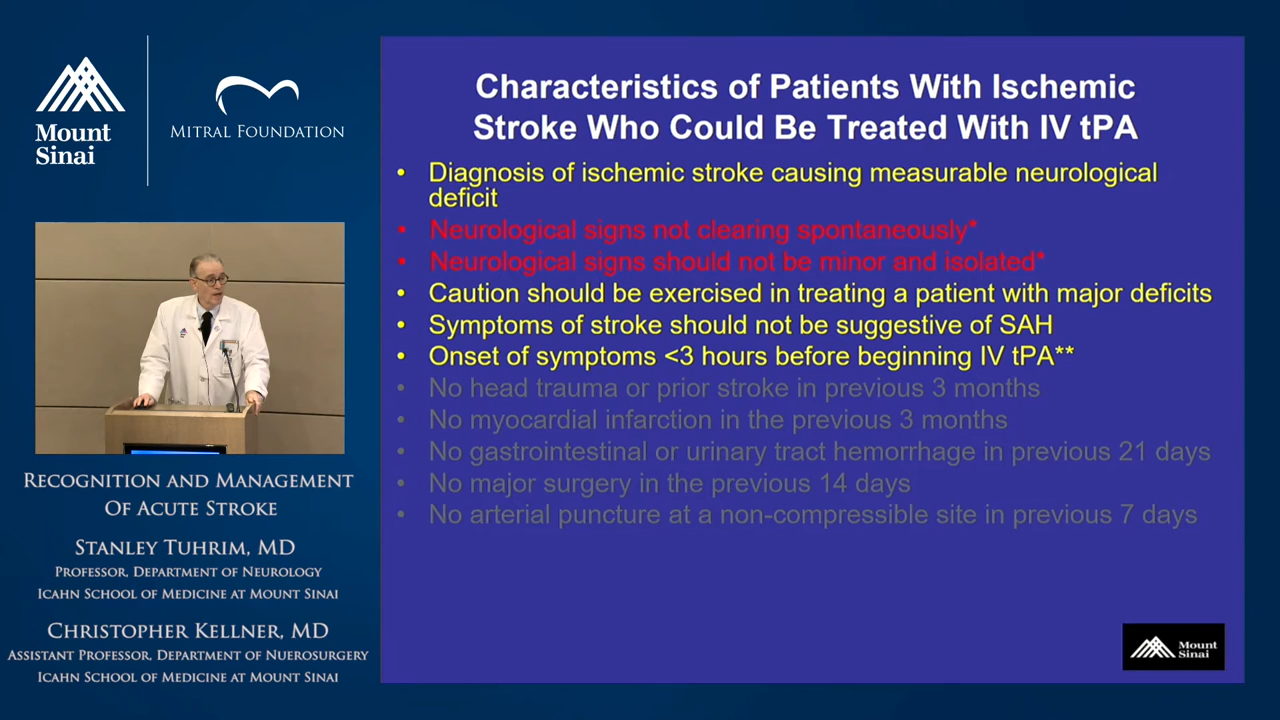 Mount
Sinai
MITRAL FOUNDATION
RECOGNITION AND MANAGEMENT
OF ACUTE STROKE
STANLEY TUHRIM, MD
PROFESSOR, DEPARTMENT OF NEUROLOGY
ICAHN SCHOOL OF MEDICINE AT MOUNT SINAI
CHRISTOPHER KELLNER, MD
ASSISTANT PROFESSOR, DEPARTMENT OF NUEROSURGERY
ICAHN SCHOOL OF MEDICINE AT MOUNT SINAI
Characteristics of Patients With Ischemic
Stroke Who Could Be Treated With IV tPA
• Diagnosis of ischemic stroke causing measurable neurological
deficit
• Neurological signs not clearing spontaneously*
• Neurological signs should not be minor and isolated*
• Caution should be exercised in treating a patient with major deficits
• Symptoms of stroke should not be suggestive of SAH
• Onset of symptoms <3 hours before beginning IV tPA**
• No head trauma or prior stroke in previous 3 months
• No myocardial infarction in the previous 3 months
• No gastrointestinal or urinary tract hemorrhage in previous 21 days
• No major surgery in the previous 14 days
• No arterial puncture at a non-compressible site in previous 7 days
Mount
Sinai